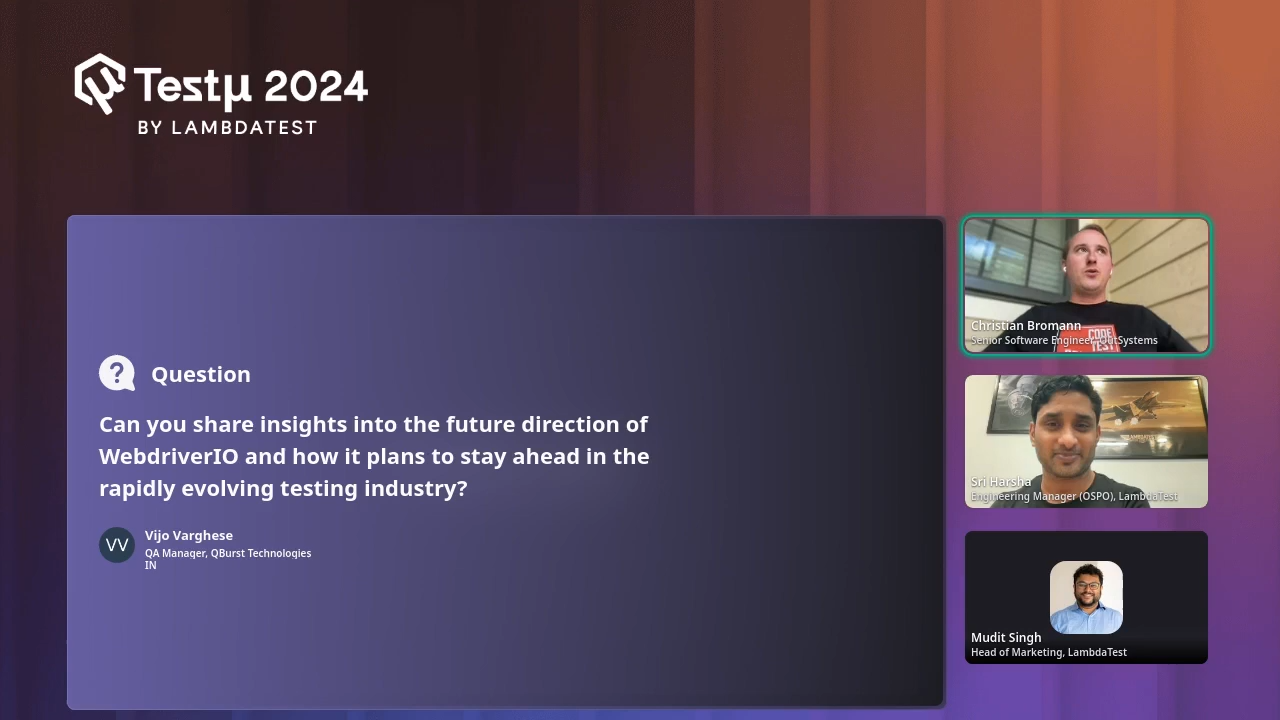 Testμ 2024
BY LAMBDATEST
Question
Can you share insights into the future direction of
WebdriverIO and how it plans to stay ahead in the
rapidly evolving testing industry?
VV
Vijo Varghese
QA Manager, QBurst Technologies
IN
CODE
TEST
Christian Bromann
Senior Software Engineer, OutSystems
Sri Harsha
Engineering Manager (OSPO), LambdaTest
Mudit Singh
Head of Marketing, LambdaTest